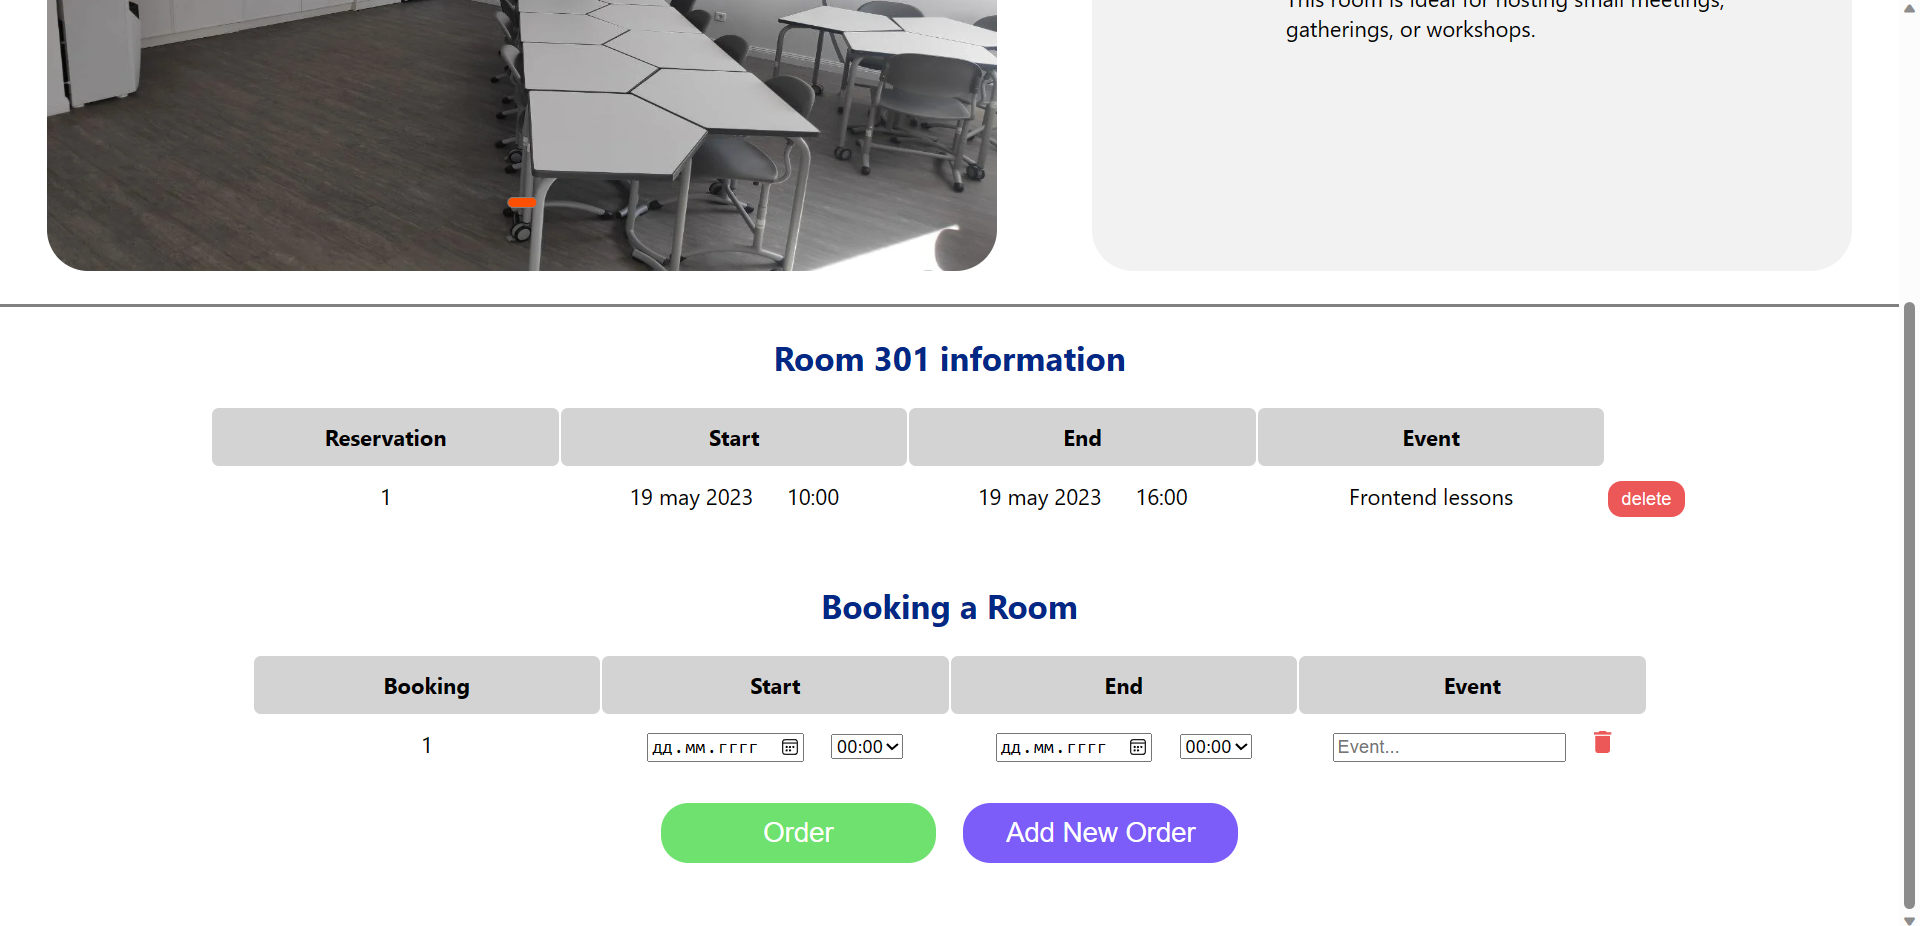 This room is ideal for hosting small meetings,
gatherings, or workshops.
Room 301 information
Reservation Start End Event
1 19 may 2023 10:00 19 may 2023 16:00 Frontend lessons delete
Booking a Room
Booking Start End Event
1 дд.мм.гггг 00:00 дд.мм.гггг 00:00 Event...
Order Add New Order